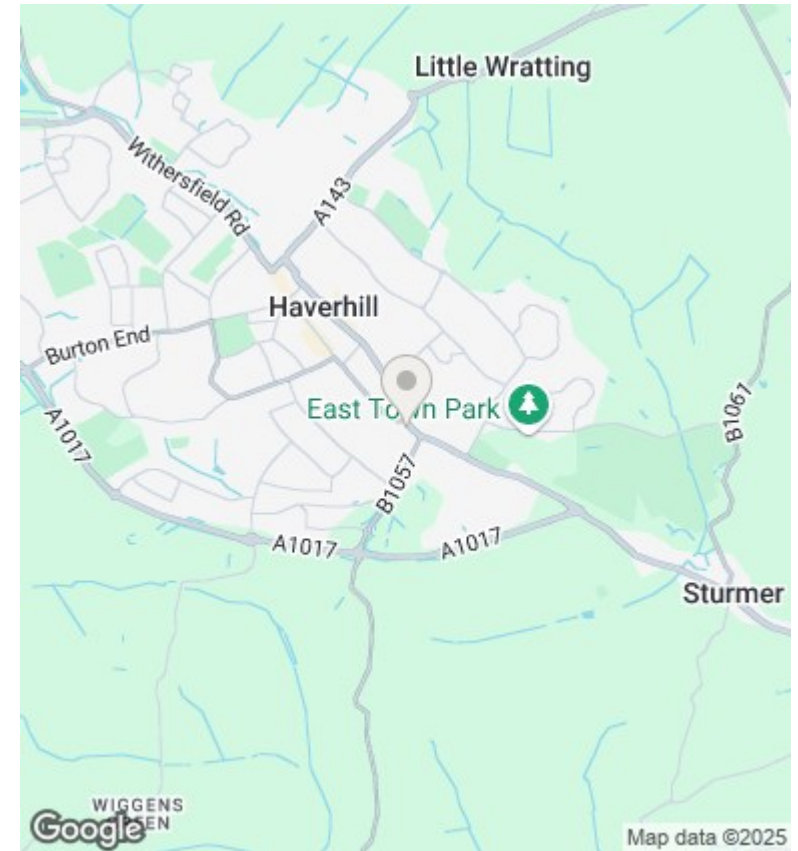 Little Wratting
Withersfield Rd
A143
Haverhill
Burton End
East Town Park
B1061
A1017
B1057
A1017
A1017
Sturmer
WIGGENS
GREEN
Google
Map data ©2025